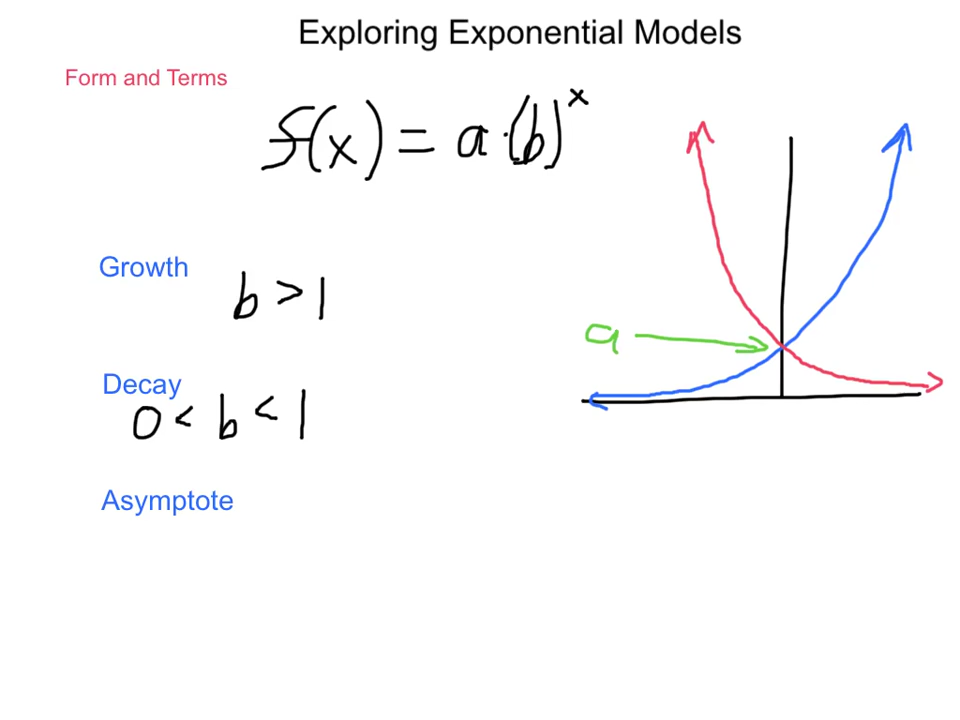 Exploring Exponential Models
Form and Terms
f(x) = a·(b)^x
Growth
b > 1
a
Decay
0 < b < 1
Asymptote